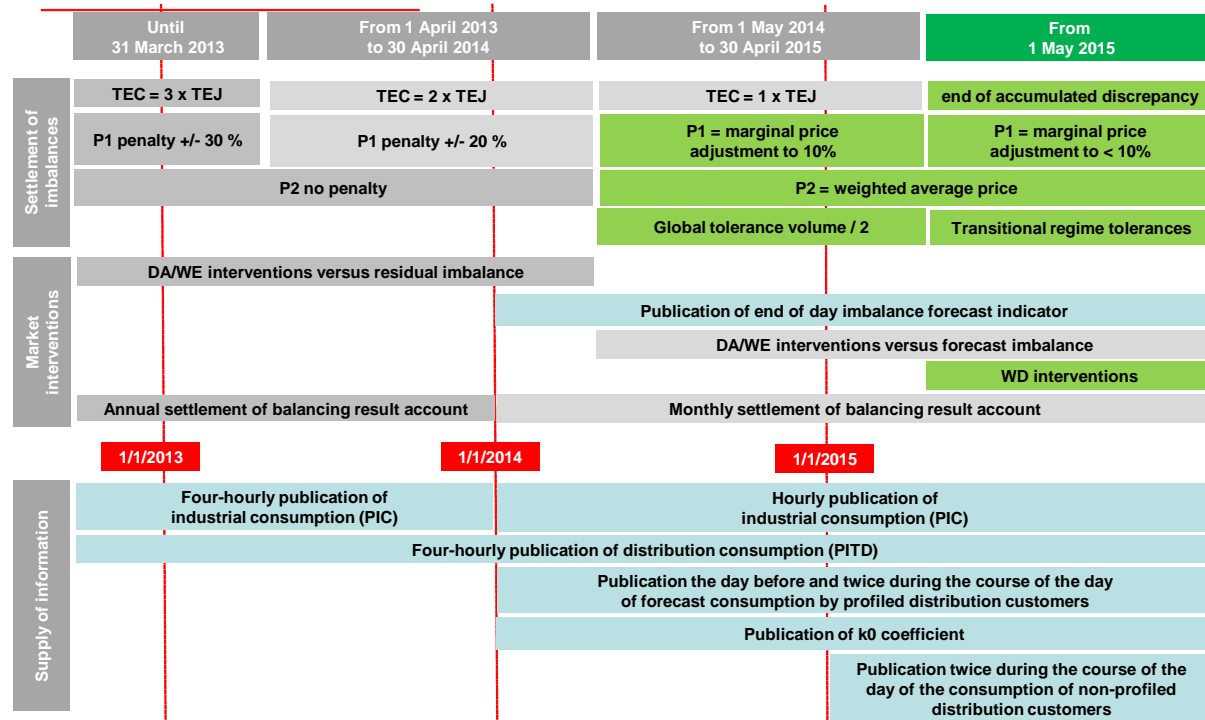 Until
31 March 2013
From 1 April 2013
to 30 April 2014
From 1 May 2014
to 30 April 2015
From
1 May 2015
Settlement of
imbalances
TEC = 3 x TEJ
TEC = 2 x TEJ
TEC = 1 x TEJ
end of accumulated discrepancy
P1 penalty +/- 30 %
P1 penalty +/- 20 %
P1 = marginal price
adjustment to 10%
P1 = marginal price
adjustment to < 10%
P2 no penalty
P2 = weighted average price
Global tolerance volume / 2
Transitional regime tolerances
Market
interventions
DA/WE interventions versus residual imbalance
Publication of end of day imbalance forecast indicator
DA/WE interventions versus forecast imbalance
WD interventions
Annual settlement of balancing result account
Monthly settlement of balancing result account
1/1/2013
1/1/2014
1/1/2015
Supply of information
Four-hourly publication of
industrial consumption (PIC)
Hourly publication of
industrial consumption (PIC)
Four-hourly publication of distribution consumption (PITD)
Publication the day before and twice during the course of the day
of forecast consumption by profiled distribution customers
Publication of k0 coefficient
Publication twice during the course of the
day of the consumption of non-profiled
distribution customers